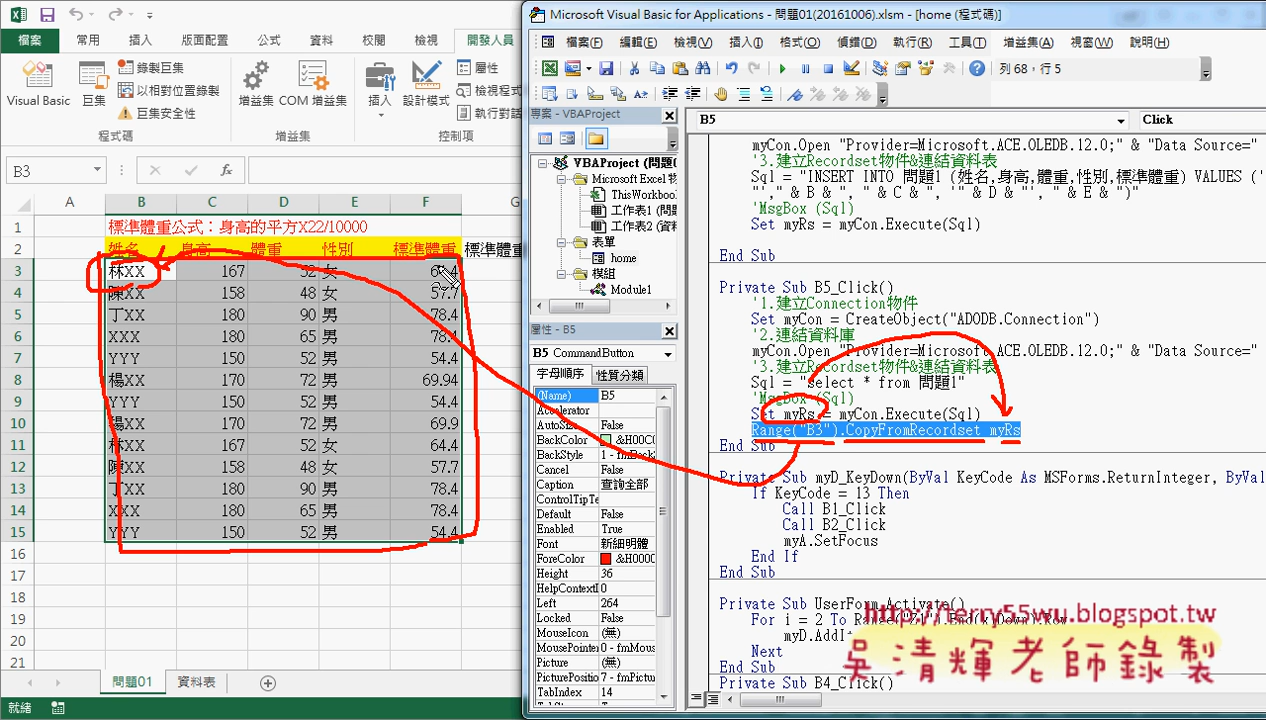 Microsoft Visual Basic for Applications - 問題01(20161006).xlsm - [home (程式碼)]
檔案 常用 插入 版面配置 公式 資料 校閱 檢視 開發人員
檔案(F) 編輯(E) 檢視(V) 插入(I) 格式(O) 偵錯(D) 執行(R) 工具(T) 增益集(A) 視窗(W) 說明(H)
列 68，行 5
Visual Basic 巨集 錄製巨集 以相對位置錄製 巨集安全性
增益集 COM 增益集 插入 設計模式 屬性 檢視程式 執行對話
程式碼 增益集 控制項
B3
fx
A B C D E F G
1 標準體重公式：身高的平方X22/10000
2 姓名 身高 體重 性別 標準體重 標準體重
3 林XX 167 52 女
4 陳XX 158 48 女 57.7
5 丁XX 180 90 男 78.4
6 XXX 180 65 男 78.4
7 YYY 150 52 男 54.4
8 楊XX 170 72 男 69.94
9 YYY 150 52 男 54.4
10 楊XX 170 72 男 69.9
11 林XX 167 52 女 64.4
12 陳XX 158 48 女 57.7
13 丁XX 180 90 男 78.4
14 XXX 180 65 男 78.4
15 YYY 150 52 男 54.4
16
17
18
19
20
21
問題01 資料表
就緒
專案 - VBAProject
VBAProject (問題0
Microsoft Excel 物
ThisWorkboo
工作表1 (問題
工作表2 (資料
表單
home
模組
Module1
屬性 - B5
B5 CommandButton
字母順序 性質分類
(Name) B5
Accelerator
AutoSize False
BackColor &H00C0
BackStyle 1 - fmBack
Cancel False
Caption 查詢全部
ControlTipTe
Default False
Enabled True
Font 新細明體
ForeColor &H0000
Height 36
HelpContextI 0
Left 264
Locked False
MouseIcon (無)
MousePointer 0 - fmMous
Picture (無)
PicturePositio 7 - fmPictu
TabIndex 14
B5 Click
myCon.Open "Provider=Microsoft.ACE.OLEDB.12.0;" & "Data Source="
'3.建立Recordset物件&連結資料表
Sql = "INSERT INTO 問題1 (姓名,身高,體重,性別,標準體重) VALUES ('
"'," & B & ", " & C & ", '" & D & "', " & E & ")"
'MsgBox (Sql)
Set myRs = myCon.Execute(Sql)
End Sub
Private Sub B5_Click()
'1.建立Connection物件
Set myCon = CreateObject("ADODB.Connection")
'2.連結資料庫
myCon.Open "Provider=Microsoft.ACE.OLEDB.12.0;" & "Data Source="
'3.建立Recordset物件&連結資料表
Sql = "select * from 問題1"
'MsgBox (Sql)
Set myRs = myCon.Execute(Sql)
Range("B3").CopyFromRecordset myRs
End Sub
Private Sub myD_KeyDown(ByVal KeyCode As MSForms.ReturnInteger, ByVal
If KeyCode = 13 Then
Call B1_Click
Call B2_Click
myA.SetFocus
End If
End Sub
Private Sub UserForm_Activate()
For i = 2 To
myD.AddI
Next
End Sub
Private Sub B4_Click()
http://terry55wu.blogspot.tw
吳清輝老師錄製